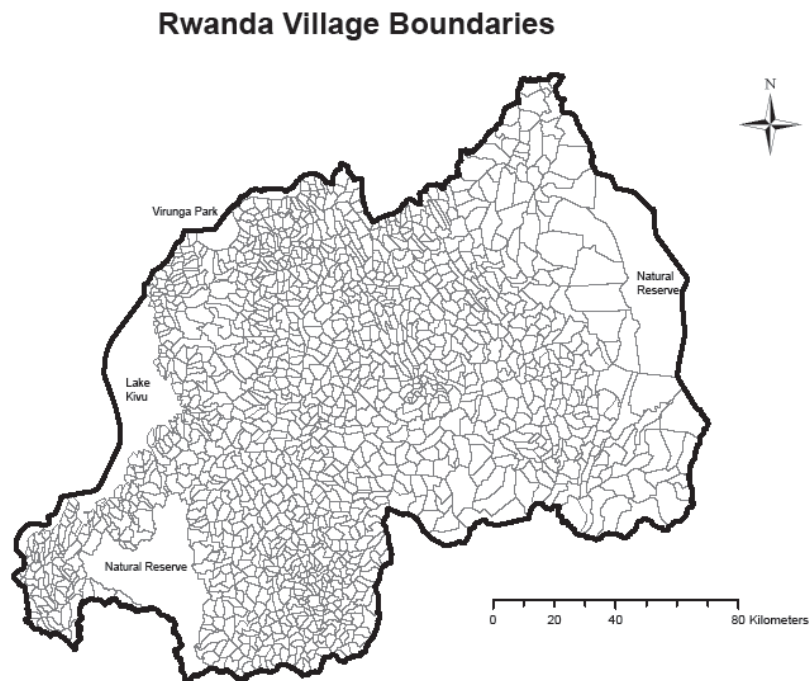 Rwanda Village Boundaries
N
Virunga Park
Natural
Reserve
Lake
Kivu
Natural Reserve
0 20 40 80 Kilometers